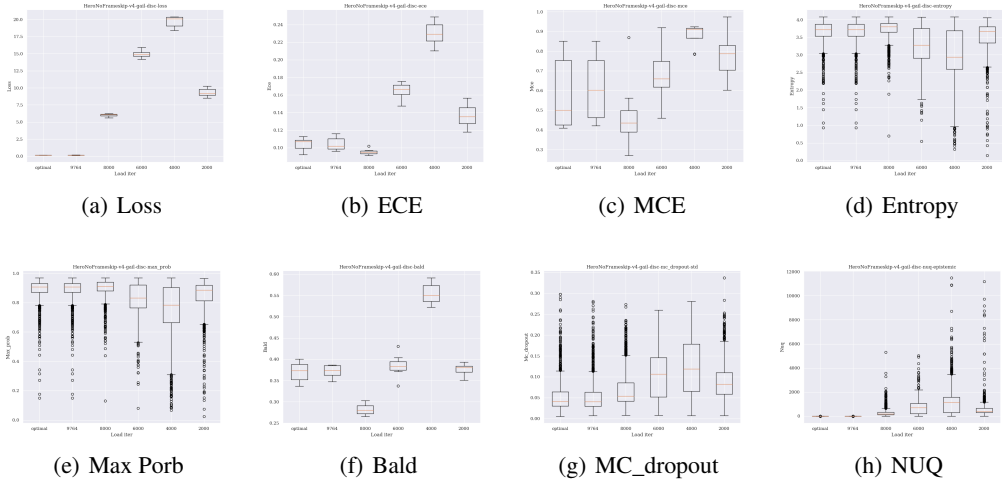 HeroNoFrameskip-v4-gail-disc-loss
Loss
20.0
17.5
15.0
12.5
10.0
7.5
5.0
2.5
0.0
optimal 9764 8000 6000 4000 2000
Load iter
(a) Loss
HeroNoFrameskip-v4-gail-disc-ece
Ece
0.24
0.22
0.20
0.18
0.16
0.14
0.12
0.10
optimal 9764 8000 6000 4000 2000
Load iter
(b) ECE
HeroNoFrameskip-v4-gail-disc-mce
Mce
0.9
0.8
0.7
0.6
0.5
0.4
0.3
optimal 9764 8000 6000 4000 2000
Load iter
(c) MCE
HeroNoFrameskip-v4-gail-disc-entropy
Entropy
4.0
3.5
3.0
2.5
2.0
1.5
1.0
0.5
0.0
optimal 9764 8000 6000 4000 2000
Load iter
(d) Entropy
HeroNoFrameskip-v4-gail-disc-max_prob
Max_prob
1.0
0.8
0.6
0.4
0.2
0.0
optimal 9764 8000 6000 4000 2000
Load iter
(e) Max Porb
HeroNoFrameskip-v4-gail-disc-bald
Bald
0.60
0.55
0.50
0.45
0.40
0.35
0.30
0.25
optimal 9764 8000 6000 4000 2000
Load iter
(f) Bald
HeroNoFrameskip-v4-gail-disc-mc_dropout-std
Mc_dropout
0.35
0.30
0.25
0.20
0.15
0.10
0.05
0.00
optimal 9764 8000 6000 4000 2000
Load iter
(g) MC_dropout
HeroNoFrameskip-v4-gail-disc-nuq-epistemic
Nuq
12000
10000
8000
6000
4000
2000
0
optimal 9764 8000 6000 4000 2000
Load iter
(h) NUQ